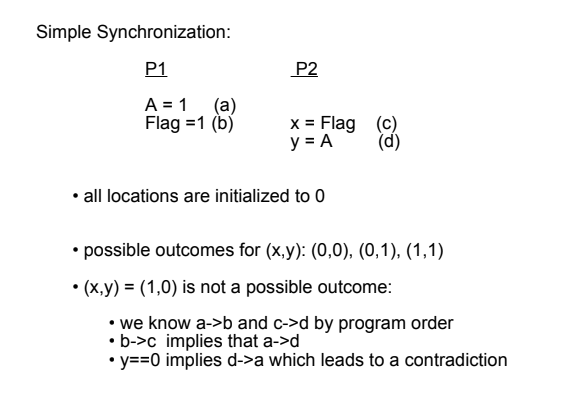 Simple Synchronization:
P1 P2
A = 1 (a)
Flag =1 (b) x = Flag (c)
y = A (d)
• all locations are initialized to 0
• possible outcomes for (x,y): (0,0), (0,1), (1,1)
• (x,y) = (1,0) is not a possible outcome:
• we know a->b and c->d by program order
• b->c implies that a->d
• y==0 implies d->a which leads to a contradiction